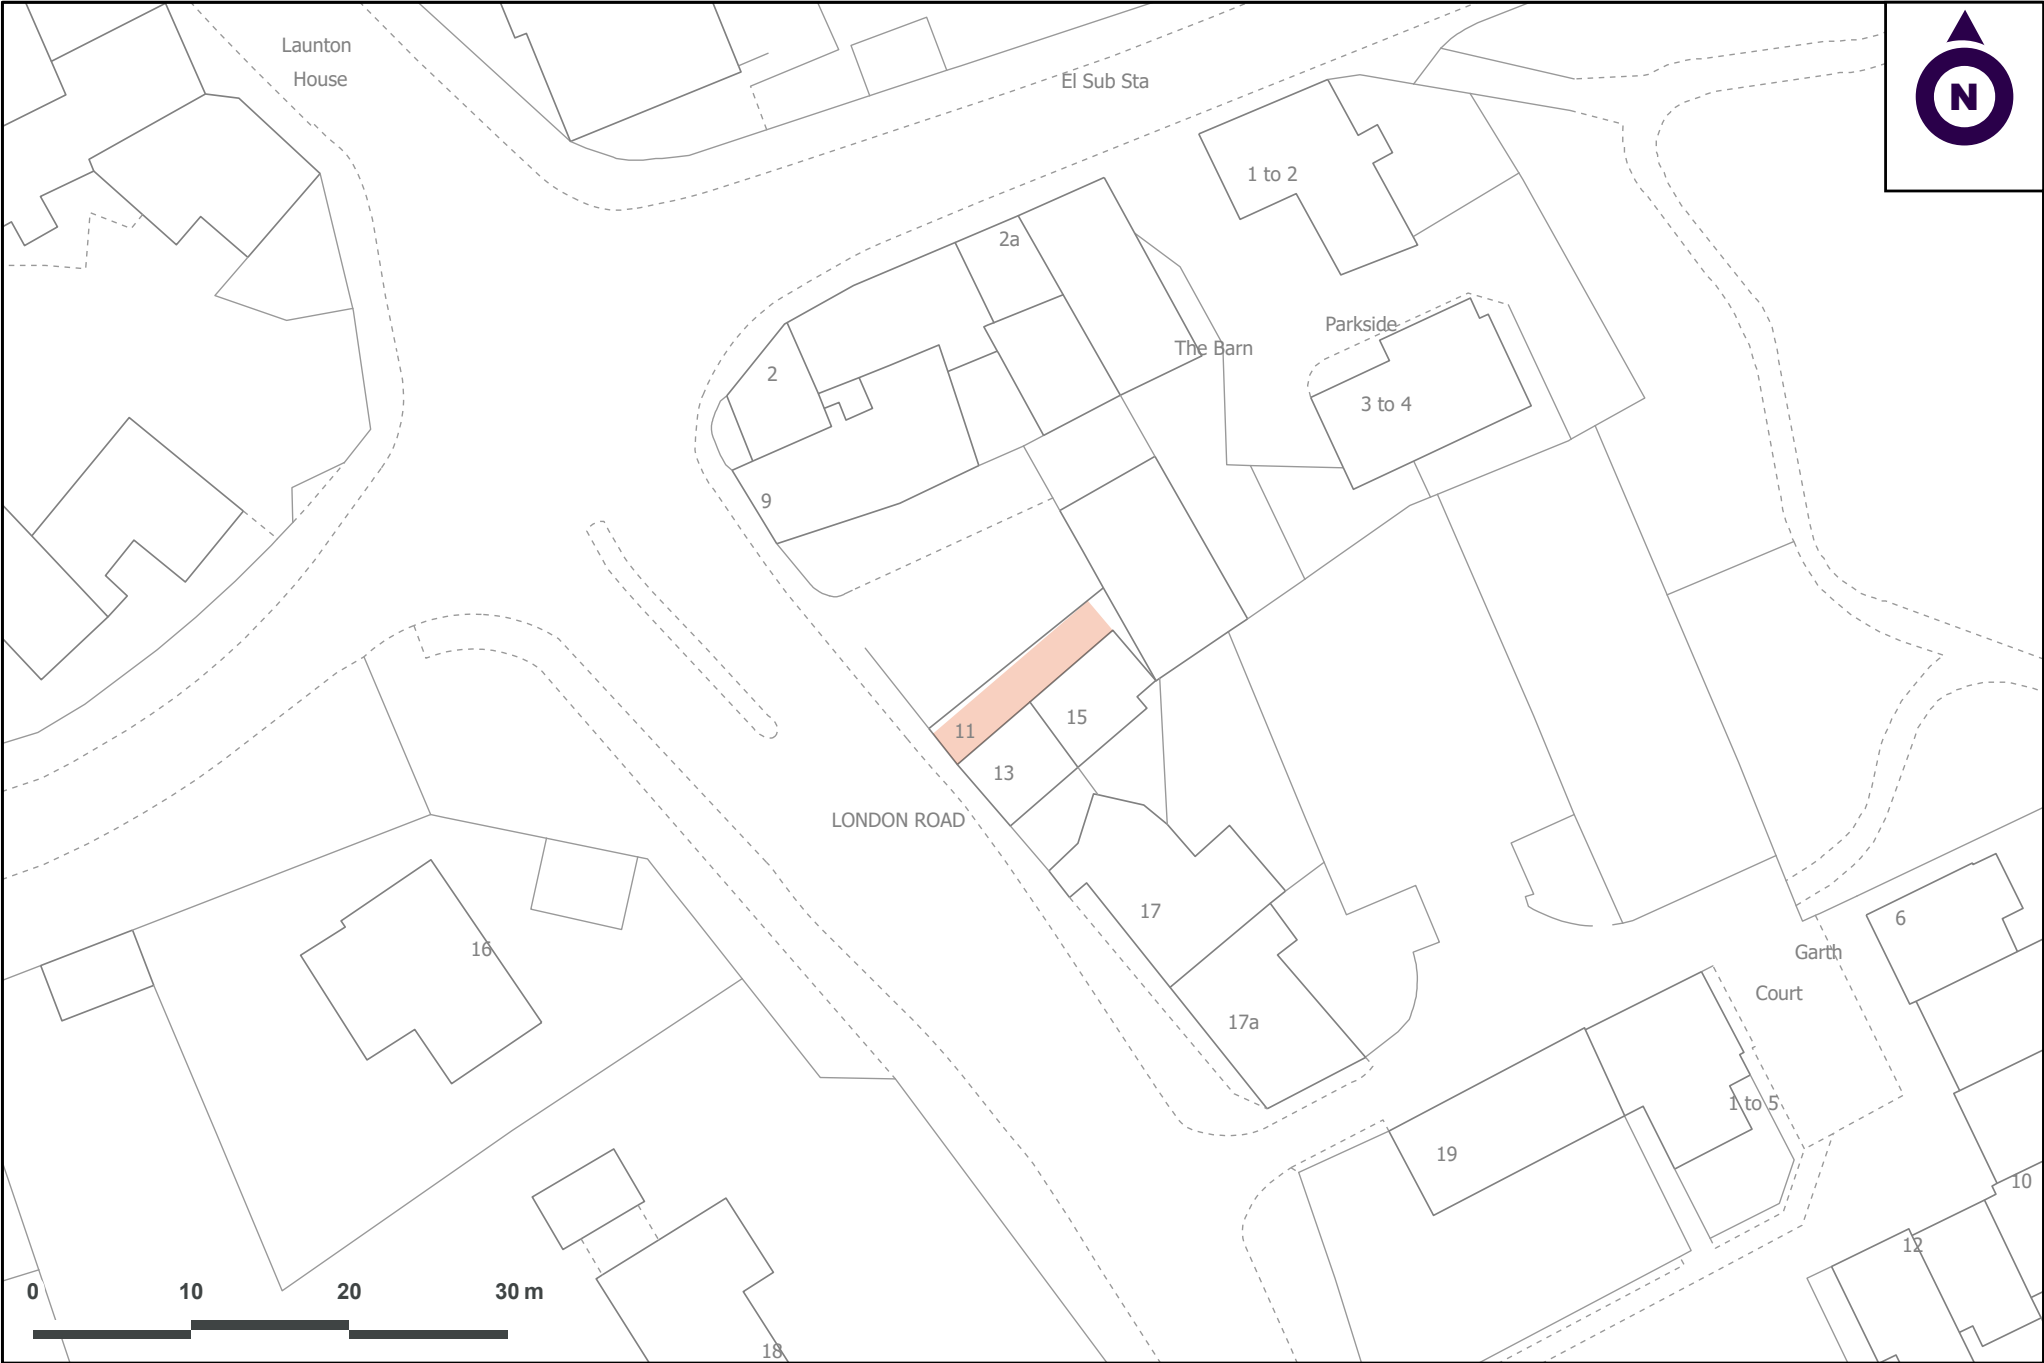 Launton
House
El Sub Sta
N
1 to 2
2a
Parkside
The Barn
2
3 to 4
9
11
15
13
LONDON ROAD
17
6
16
Garth
Court
17a
1 to 5
19
10
12
0
10
20
30 m
18